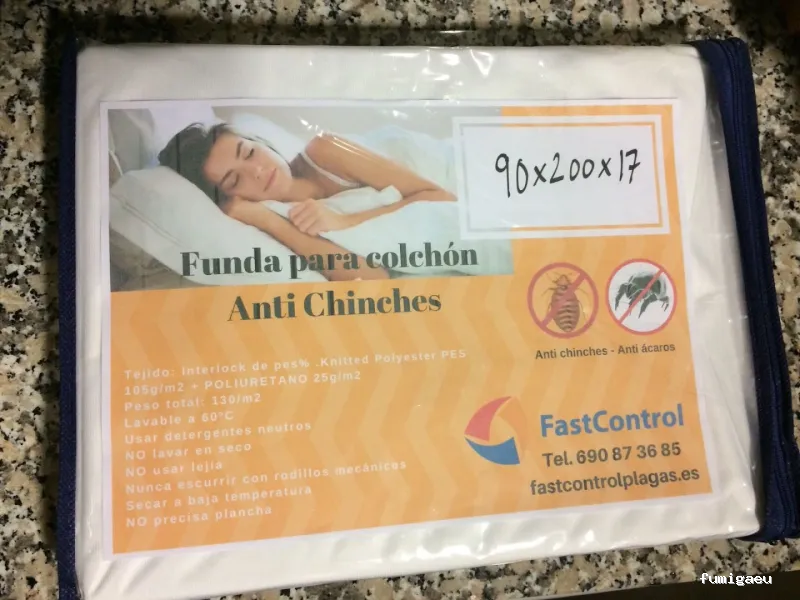 90x200x17
Funda para colchón
Anti Chinches
Anti chinches - Anti ácaros
Tejido: Interlock de pes% .Knitted Polyester PES
105g/m2 + POLIURETANO 25g/m2
Peso total: 130/m2
Lavable a 60°C
Usar detergentes neutros
NO lavar en seco
NO usar lejía
Nunca escurrir con rodillos mecánicos
Secar a baja temperatura
NO precisa plancha
FastControl
Tel. 690 87 36 85
fastcontrolplagas.es
fumigaeu